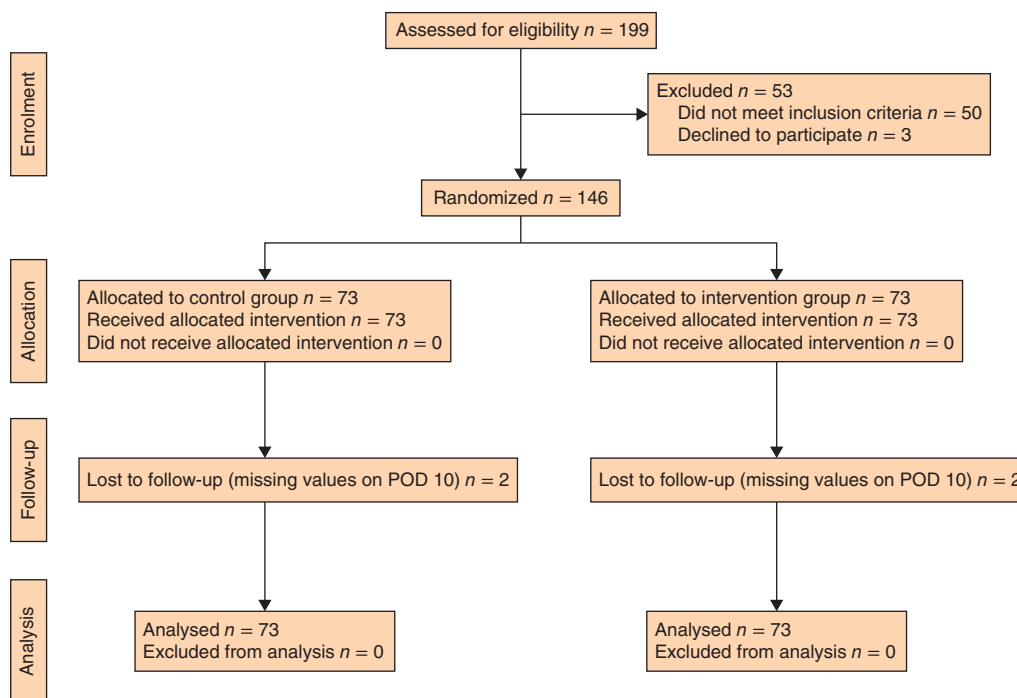 Assessed for eligibility n = 199
Enrolment
Excluded n = 53
Did not meet inclusion criteria n = 50
Declined to participate n = 3
Randomized n = 146
Allocation
Allocated to control group n = 73
Received allocated intervention n = 73
Did not receive allocated intervention n = 0
Allocated to intervention group n = 73
Received allocated intervention n = 73
Did not receive allocated intervention n = 0
Follow-up
Lost to follow-up (missing values on POD 10) n = 2
Lost to follow-up (missing values on POD 10) n = 2
Analysis
Analysed n = 73
Excluded from analysis n = 0
Analysed n = 73
Excluded from analysis n = 0